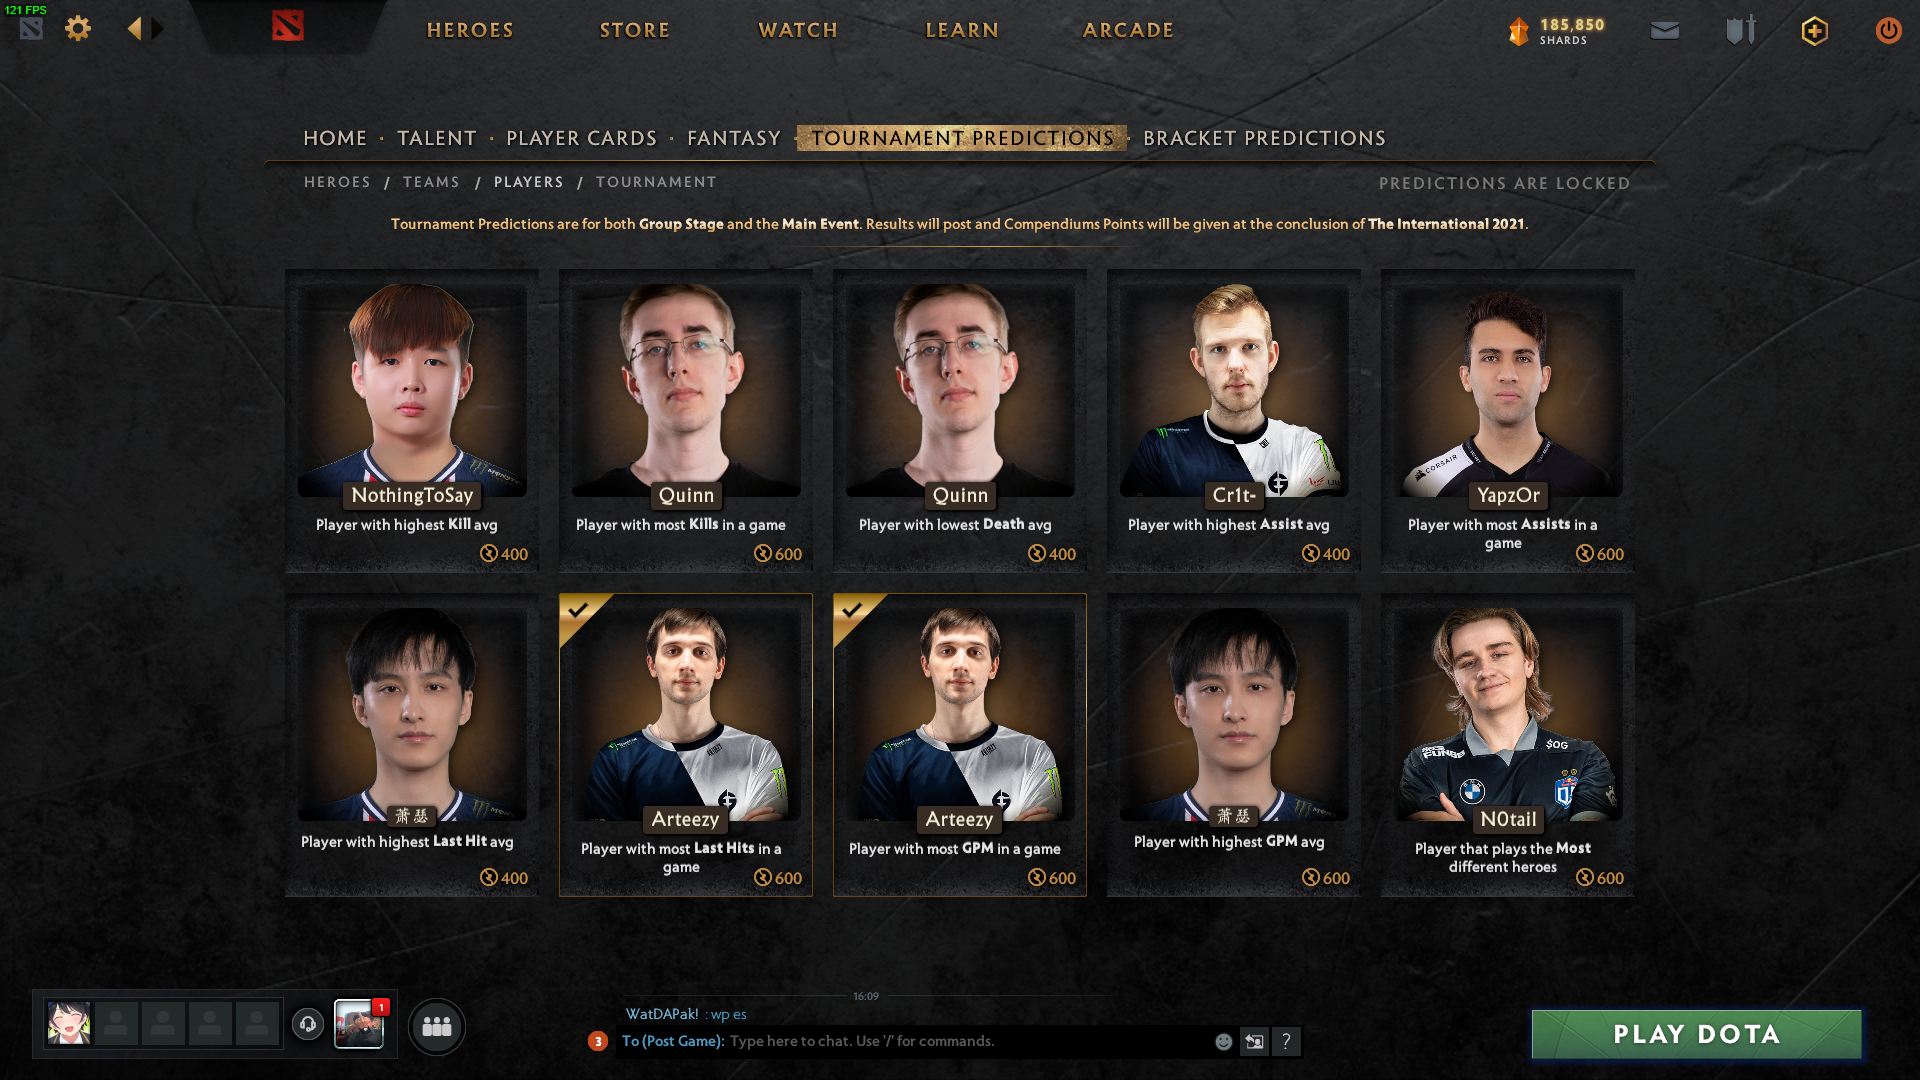 121 FPS
HEROES
STORE
WATCH
LEARN
ARCADE
185,850
SHARDS
HOME · TALENT · PLAYER CARDS · FANTASY · TOURNAMENT PREDICTIONS · BRACKET PREDICTIONS
HEROES / TEAMS / PLAYERS / TOURNAMENT
PREDICTIONS ARE LOCKED
Tournament Predictions are for both Group Stage and the Main Event. Results will post and Compendiums Points will be given at the conclusion of The International 2021.
NothingToSay
Player with highest Kill avg
400
Quinn
Player with most Kills in a game
600
Quinn
Player with lowest Death avg
400
Cr1t-
Player with highest Assist avg
400
CORSAIR
YapzOr
Player with most Assists in a
game
600
萧瑟
Player with highest Last Hit avg
400
Arteezy
Player with most Last Hits in a
game
600
Arteezy
Player with most GPM in a game
600
萧瑟
Player with highest GPM avg
600
$OG
N0tail
Player that plays the Most
different heroes
600
1
16:09
WatDAPak! : wp es
3
To (Post Game): Type here to chat. Use '/' for commands.
?
PLAY DOTA